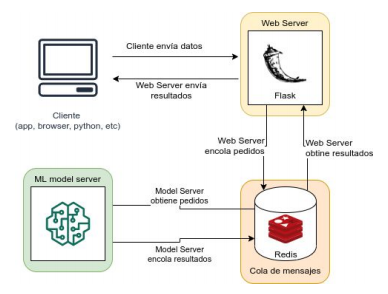 Web Server
Cliente envía datos
Web Server envía
resultados
Flask
Cliente
(app, browser, python, etc)
Web Server
encola pedidos
Web Server
obtine resultados
ML model server
Model Server
obtiene pedidos
Model Server
encola resultados
Redis
Cola de mensajes